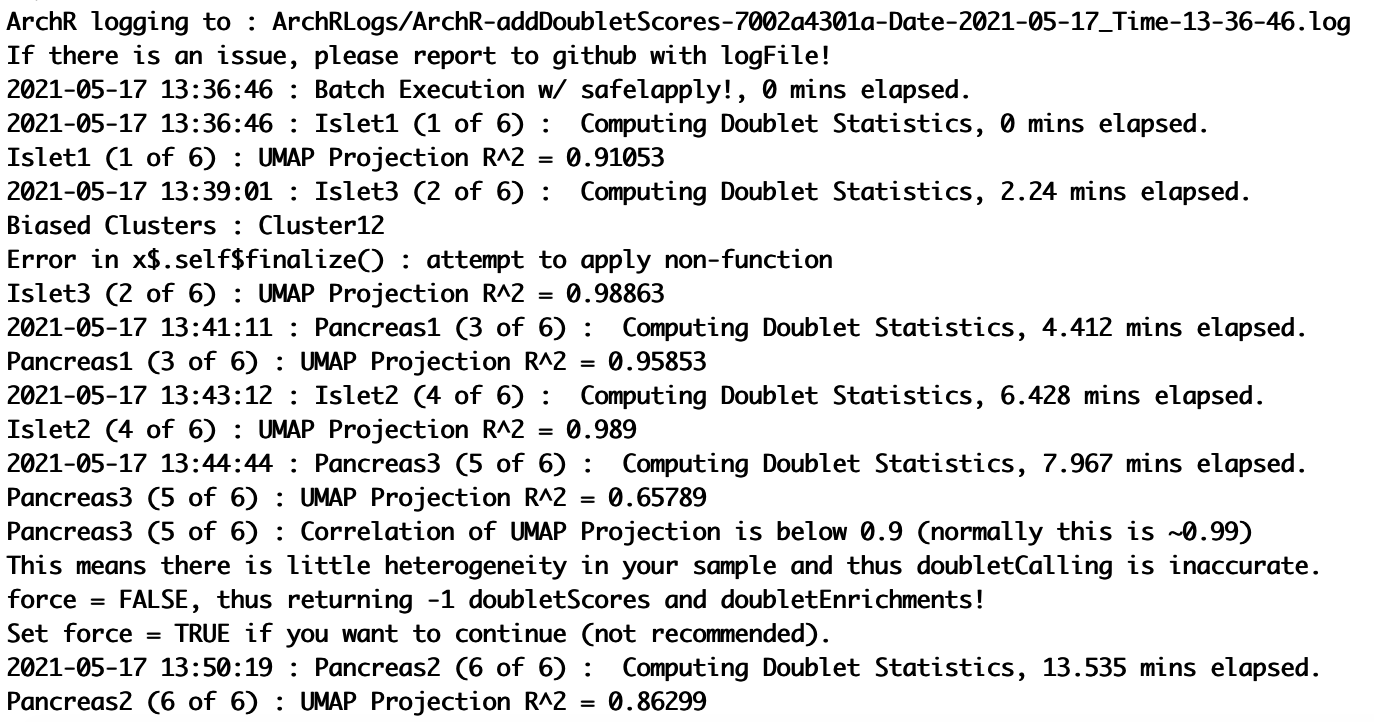 ArchR logging to : ArchRLogs/ArchR-addDoubletScores-7002a4301a-Date-2021-05-17_Time-13-36-46.log
If there is an issue, please report to github with logFile!
2021-05-17 13:36:46 : Batch Execution w/ safelapply!, 0 mins elapsed.
2021-05-17 13:36:46 : Islet1 (1 of 6) :  Computing Doublet Statistics, 0 mins elapsed.
Islet1 (1 of 6) : UMAP Projection R^2 = 0.91053
2021-05-17 13:39:01 : Islet3 (2 of 6) :  Computing Doublet Statistics, 2.24 mins elapsed.
Biased Clusters : Cluster12
Error in x$.self$finalize() : attempt to apply non-function
Islet3 (2 of 6) : UMAP Projection R^2 = 0.98863
2021-05-17 13:41:11 : Pancreas1 (3 of 6) :  Computing Doublet Statistics, 4.412 mins elapsed.
Pancreas1 (3 of 6) : UMAP Projection R^2 = 0.95853
2021-05-17 13:43:12 : Islet2 (4 of 6) :  Computing Doublet Statistics, 6.428 mins elapsed.
Islet2 (4 of 6) : UMAP Projection R^2 = 0.989
2021-05-17 13:44:44 : Pancreas3 (5 of 6) :  Computing Doublet Statistics, 7.967 mins elapsed.
Pancreas3 (5 of 6) : UMAP Projection R^2 = 0.65789
Pancreas3 (5 of 6) : Correlation of UMAP Projection is below 0.9 (normally this is ~0.99)
This means there is little heterogeneity in your sample and thus doubletCalling is inaccurate.
force = FALSE, thus returning -1 doubletScores and doubletEnrichments!
Set force = TRUE if you want to continue (not recommended).
2021-05-17 13:50:19 : Pancreas2 (6 of 6) :  Computing Doublet Statistics, 13.535 mins elapsed.
Pancreas2 (6 of 6) : UMAP Projection R^2 = 0.86299